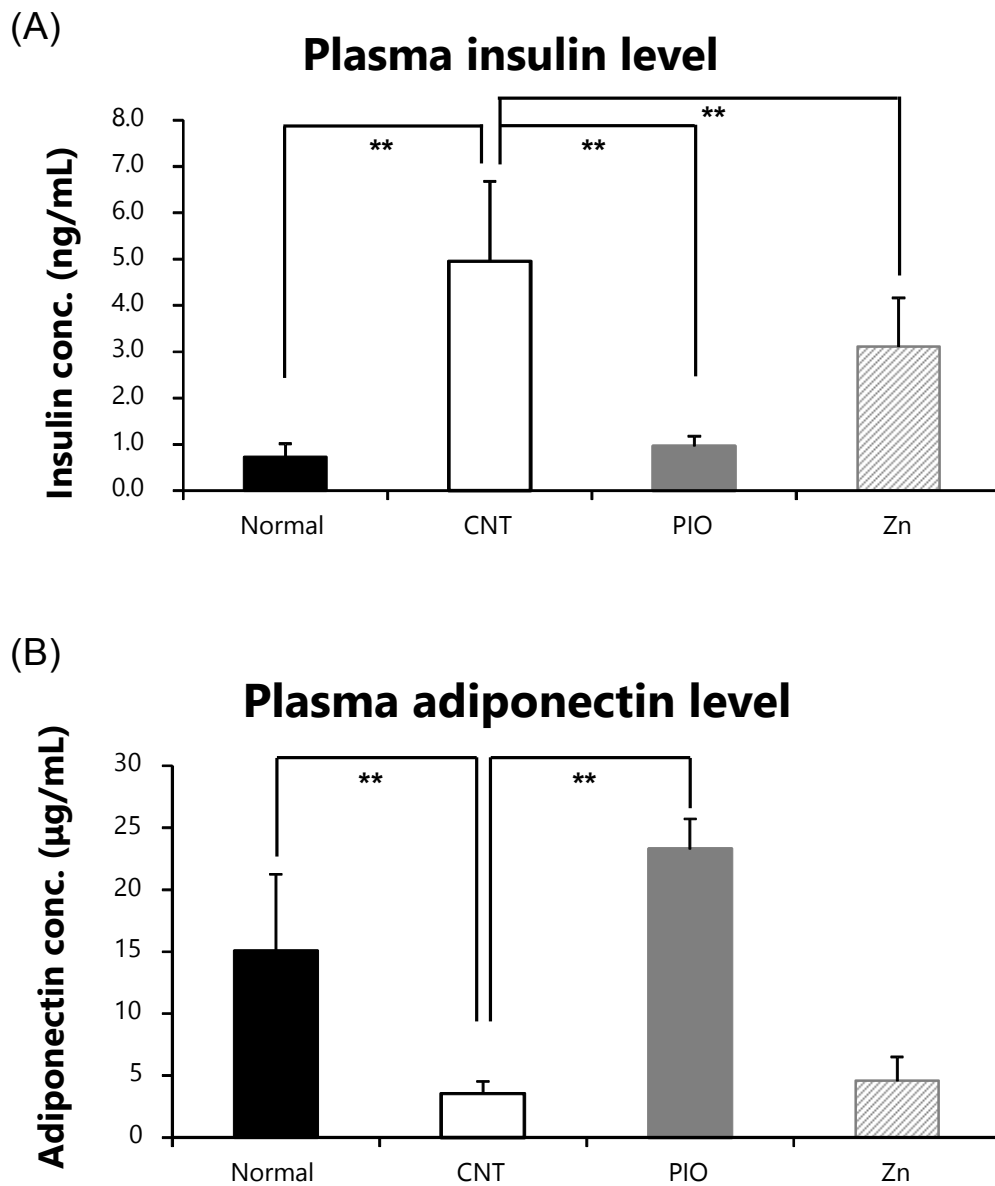 (A)
Plasma insulin level
Insulin conc. (ng/mL)
8.0
7.0
6.0
5.0
4.0
3.0
2.0
1.0
0.0
**
**
**
Normal CNT PIO Zn
(B)
Plasma adiponectin level
Adiponectin conc. (µg/mL)
30
25
20
15
10
5
0
**
**
Normal CNT PIO Zn